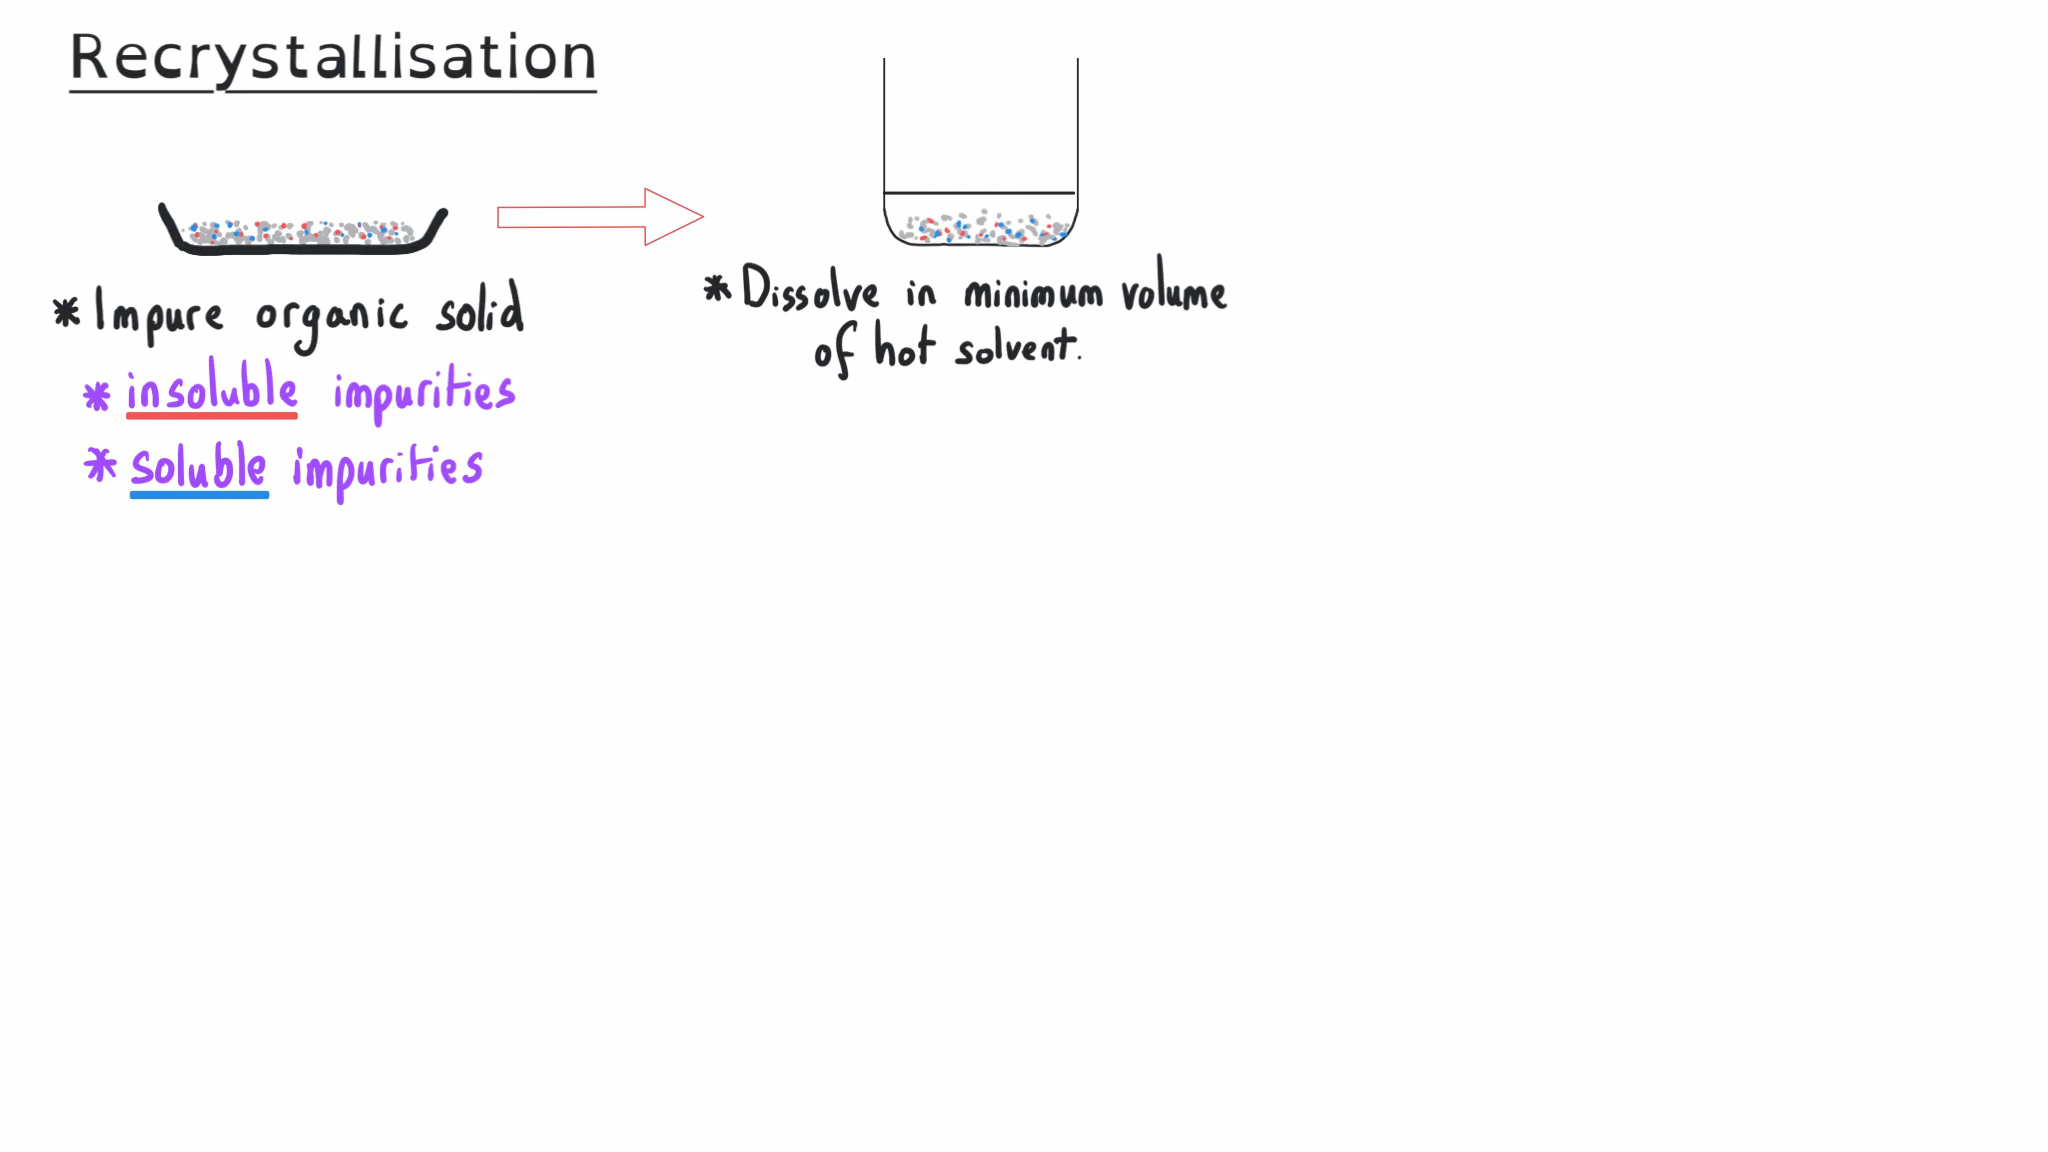 Recrystallisation
* Impure organic solid
* insoluble impurities
* soluble impurities
* Dissolve in minimum volume
of hot solvent.